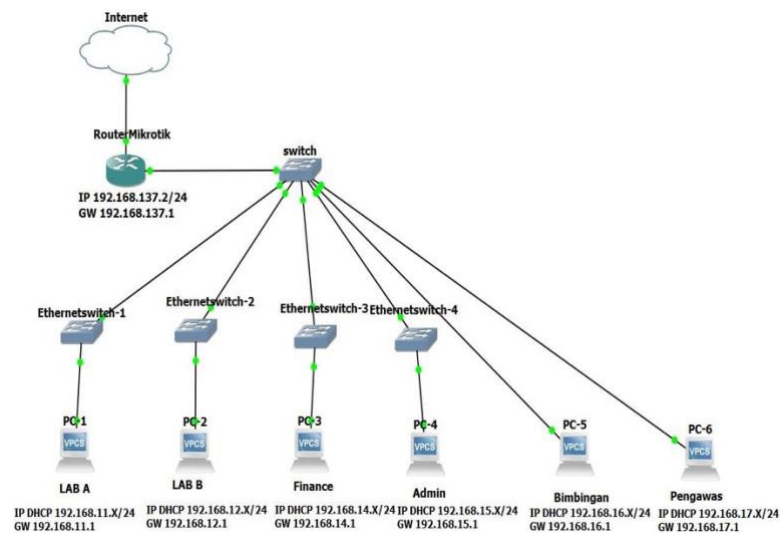 Internet
RouterMikrotik
IP 192.168.137.2/24
GW 192.168.137.1
switch
Ethernetswitch-1
Ethernetswitch-2
Ethernetswitch-3
Ethernetswitch-4
PC-1
VPCS
LAB A
IP DHCP 192.168.11.X/24
GW 192.168.11.1
PC-2
VPCS
LAB B
IP DHCP 192.168.12.X/24
GW 192.168.12.1
PC-3
VPCS
Finance
IP DHCP 192.168.14.X/24
GW 192.168.14.1
PC-4
VPCS
Admin
IP DHCP 192.168.15.X/24
GW 192.168.15.1
PC-5
VPCS
Bimbingan
IP DHCP 192.168.16.X/24
GW 192.168.16.1
PC-6
VPCS
Pengawas
IP DHCP 192.168.17.X/24
GW 192.168.17.1